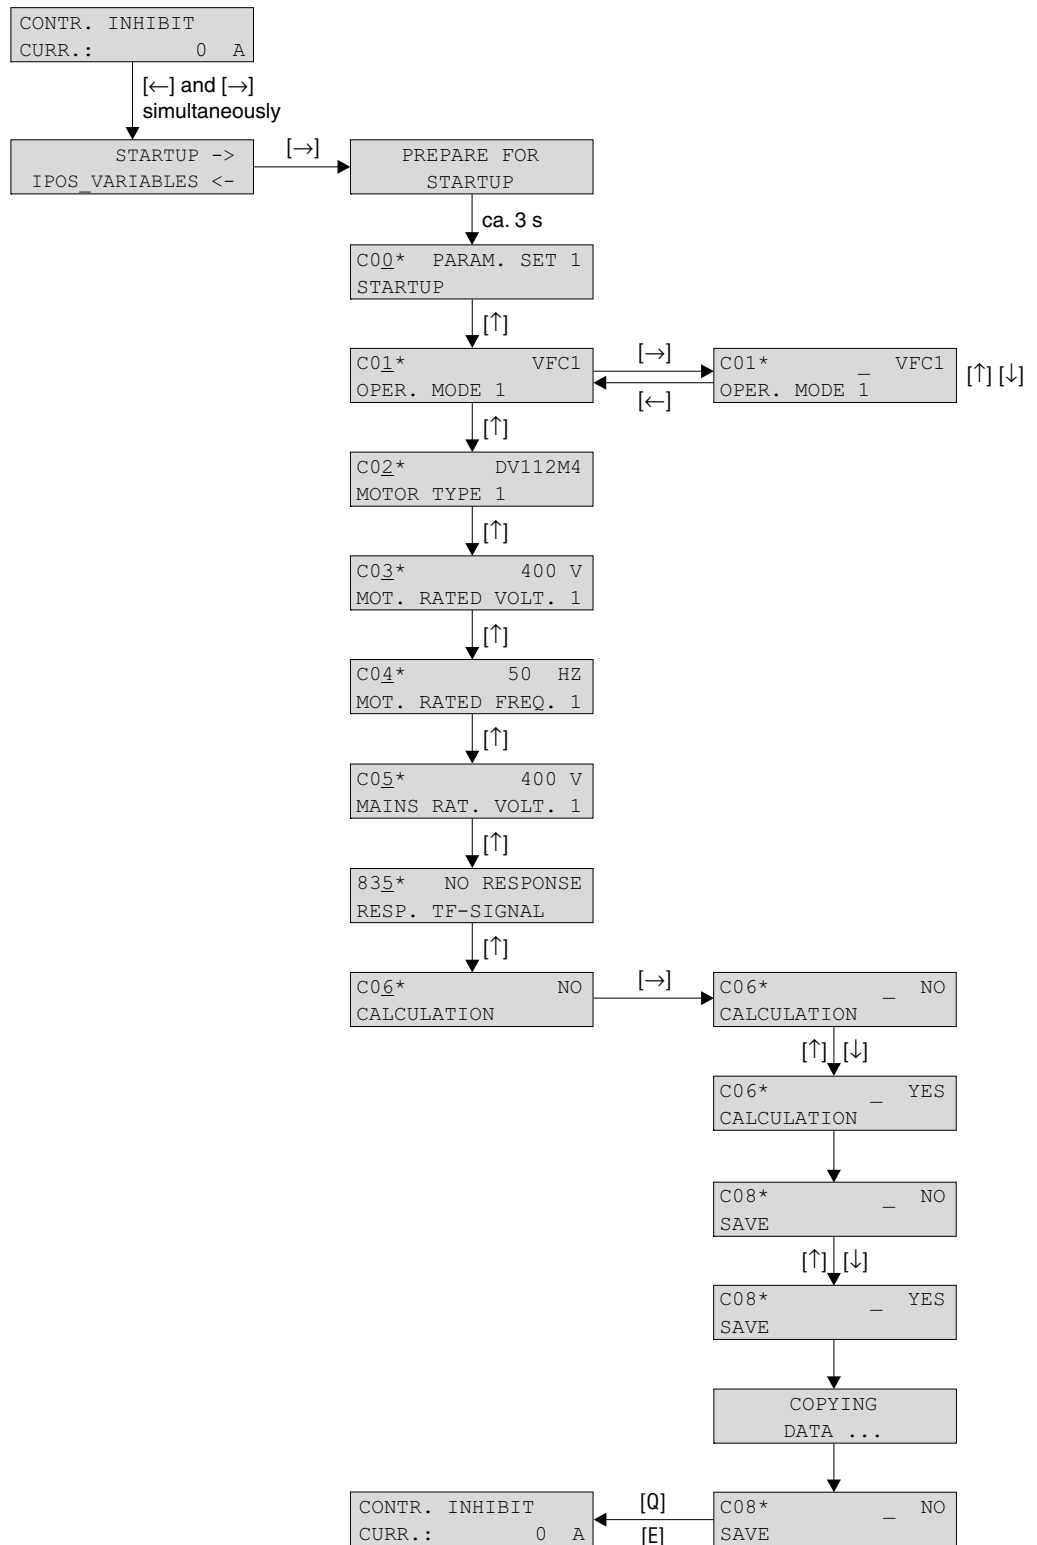 CONTR. INHIBIT
CURR.: 0 A
[←] and [→]
simultaneously
STARTUP ->
IPOS_VARIABLES <-
[→]
PREPARE FOR
STARTUP
ca. 3 s
C00* PARAM. SET 1
STARTUP
[↑]
C01* VFC1
OPER. MODE 1
[→]
[←]
C01* _ VFC1
OPER. MODE 1
[↑] [↓]
[↑]
C02* DV112M4
MOTOR TYPE 1
[↑]
C03* 400 V
MOT. RATED VOLT. 1
[↑]
C04* 50 HZ
MOT. RATED FREQ. 1
[↑]
C05* 400 V
MAINS RAT. VOLT. 1
[↑]
835* NO RESPONSE
RESP. TF-SIGNAL
[↑]
C06* NO
CALCULATION
[→]
C06* _ NO
CALCULATION
[↑] [↓]
C06* _ YES
CALCULATION
C08* _ NO
SAVE
[↑] [↓]
C08* _ YES
SAVE
COPYING
DATA ...
C08* _ NO
SAVE
[Q]
[E]
CONTR. INHIBIT
CURR.: 0 A